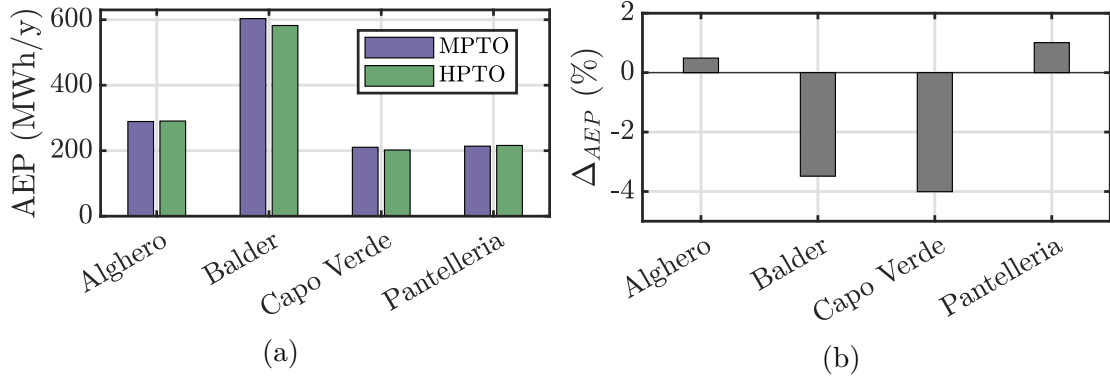 AEP (MWh/y)
600
400
200
0
MPTO
HPTO
Alghero
Balder
Capo Verde
Pantelleria
(a)
Δ_AEP (%)
2
0
-2
-4
Alghero
Balder
Capo Verde
Pantelleria
(b)